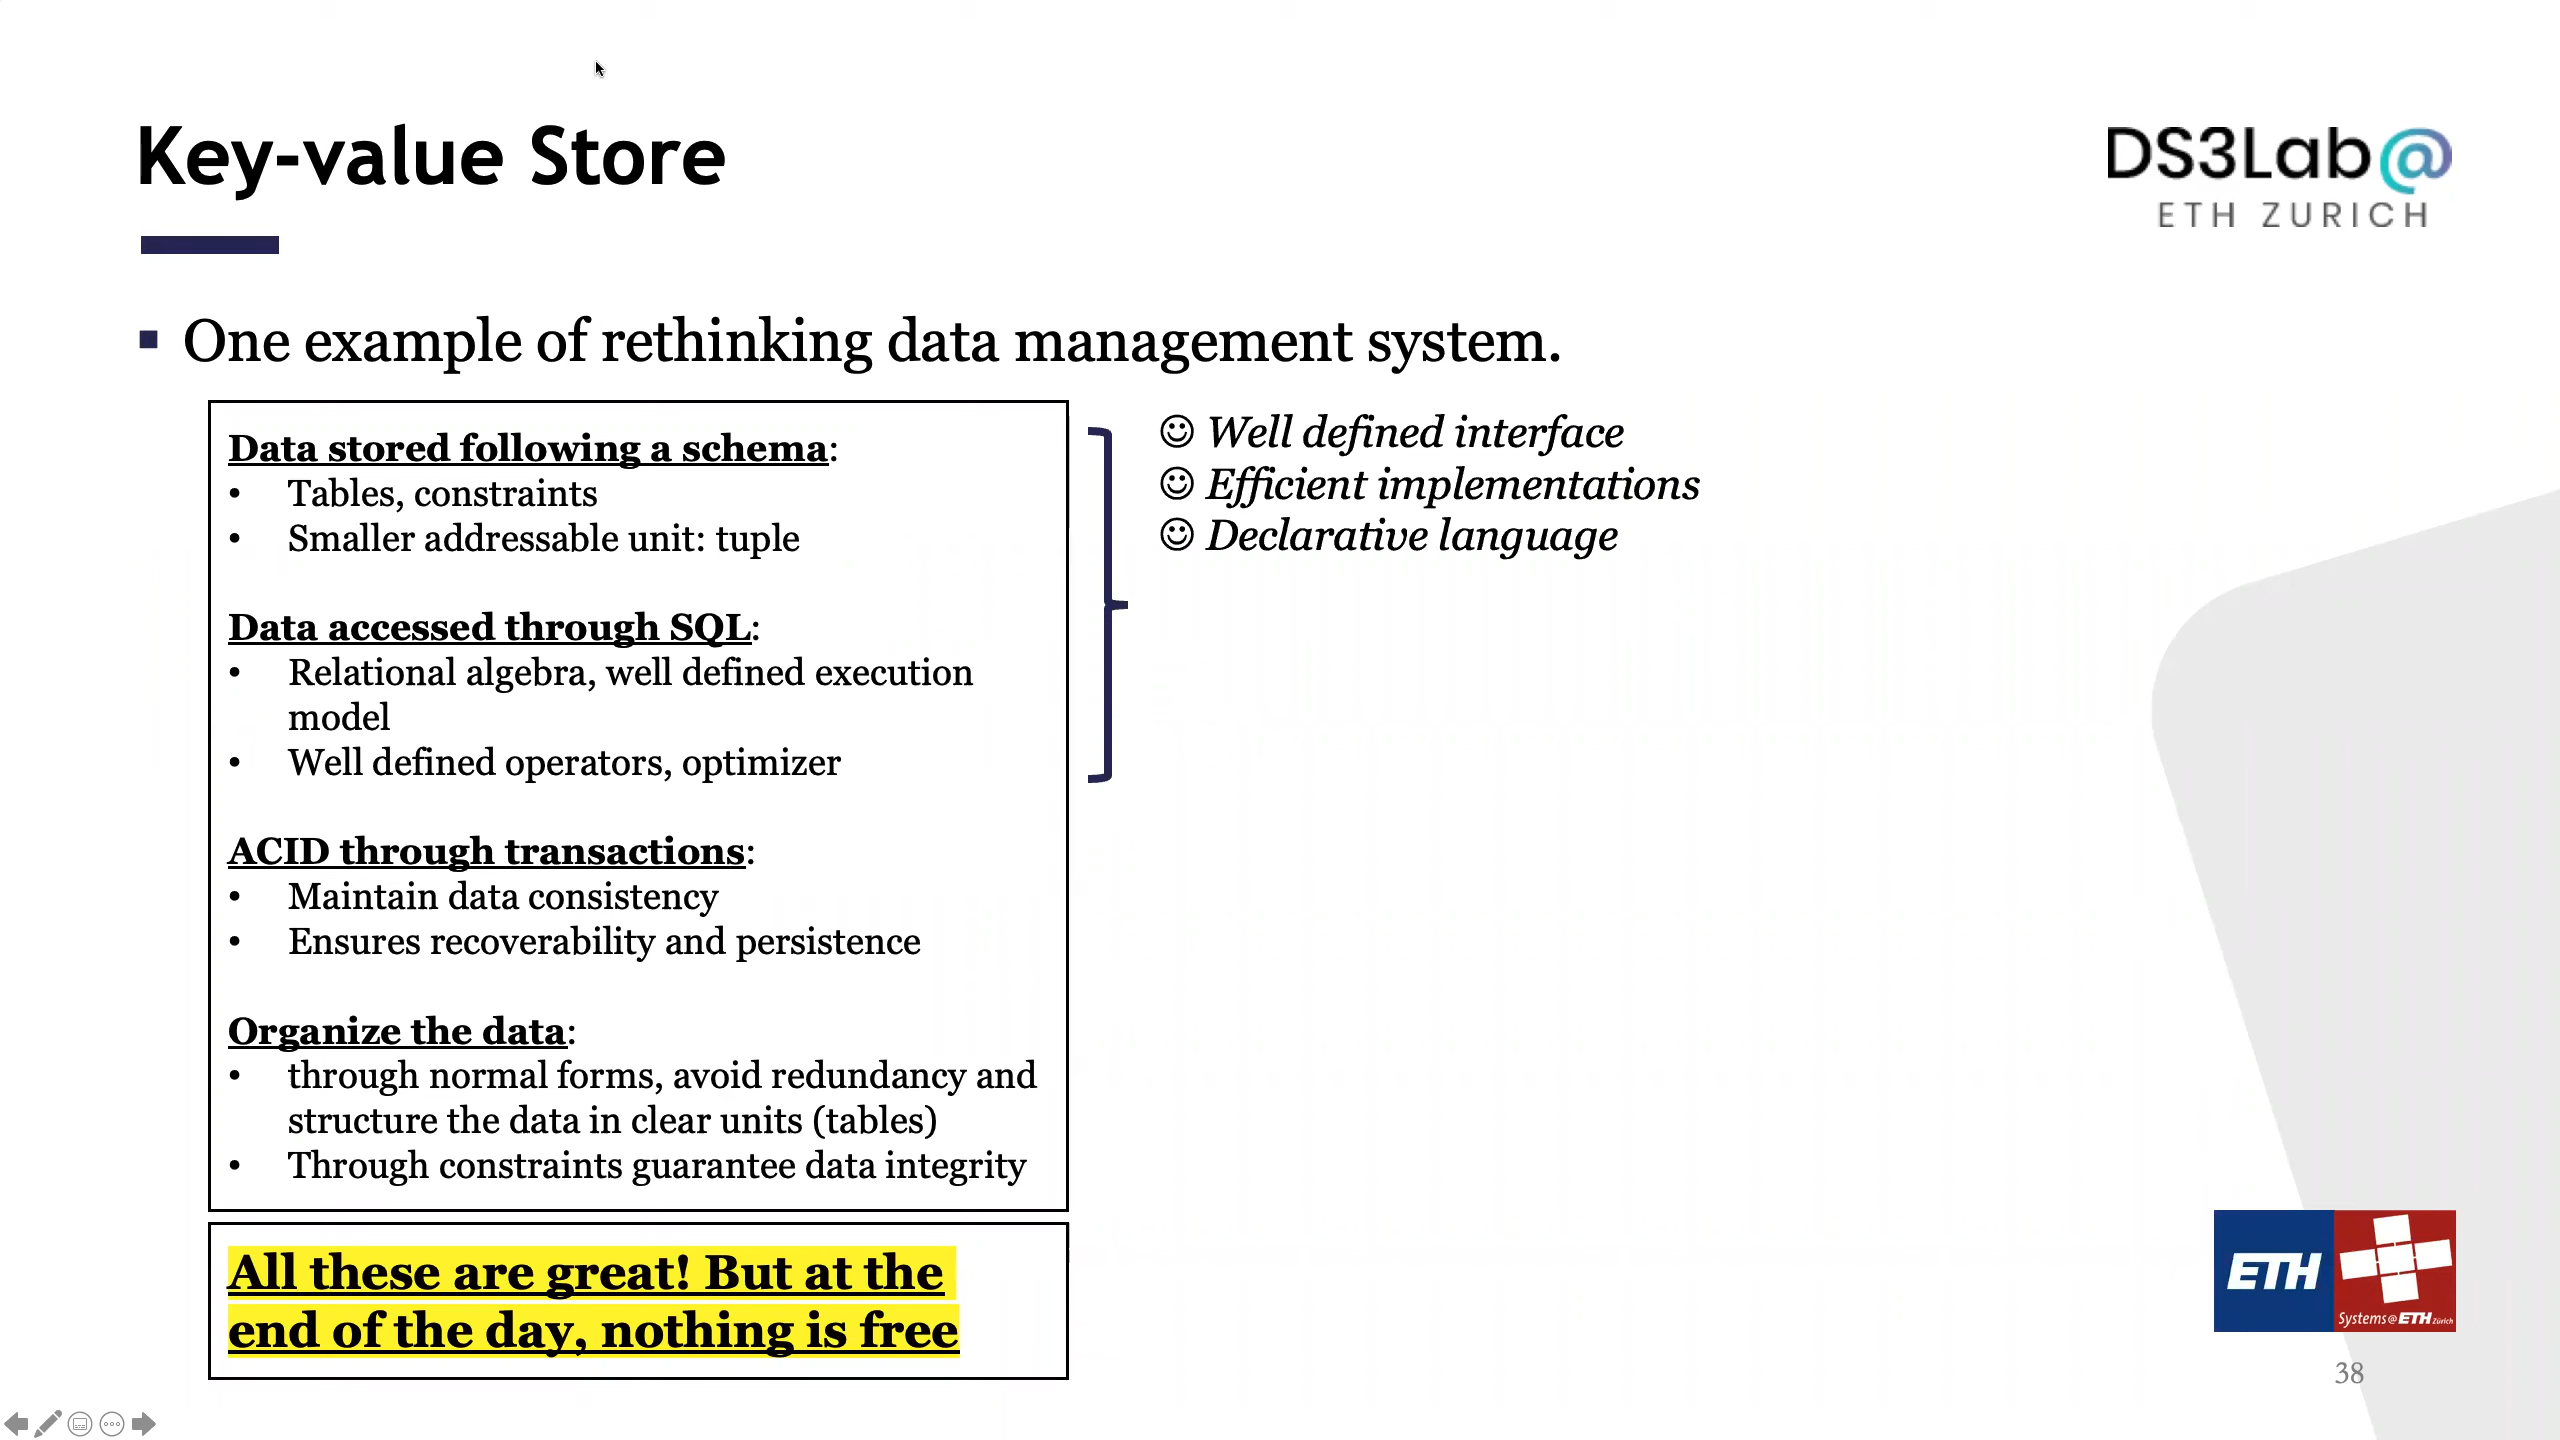 Key-value Store
DS3Lab@
ETH ZURICH
▪ One example of rethinking data management system.
Data stored following a schema:
• Tables, constraints
• Smaller addressable unit: tuple
Data accessed through SQL:
• Relational algebra, well defined execution
model
• Well defined operators, optimizer
ACID through transactions:
• Maintain data consistency
• Ensures recoverability and persistence
Organize the data:
• through normal forms, avoid redundancy and
structure the data in clear units (tables)
• Through constraints guarantee data integrity
☺ Well defined interface
☺ Efficient implementations
☺ Declarative language
All these are great! But at the
end of the day, nothing is free
ETH
Systems@ETH Zürich
38